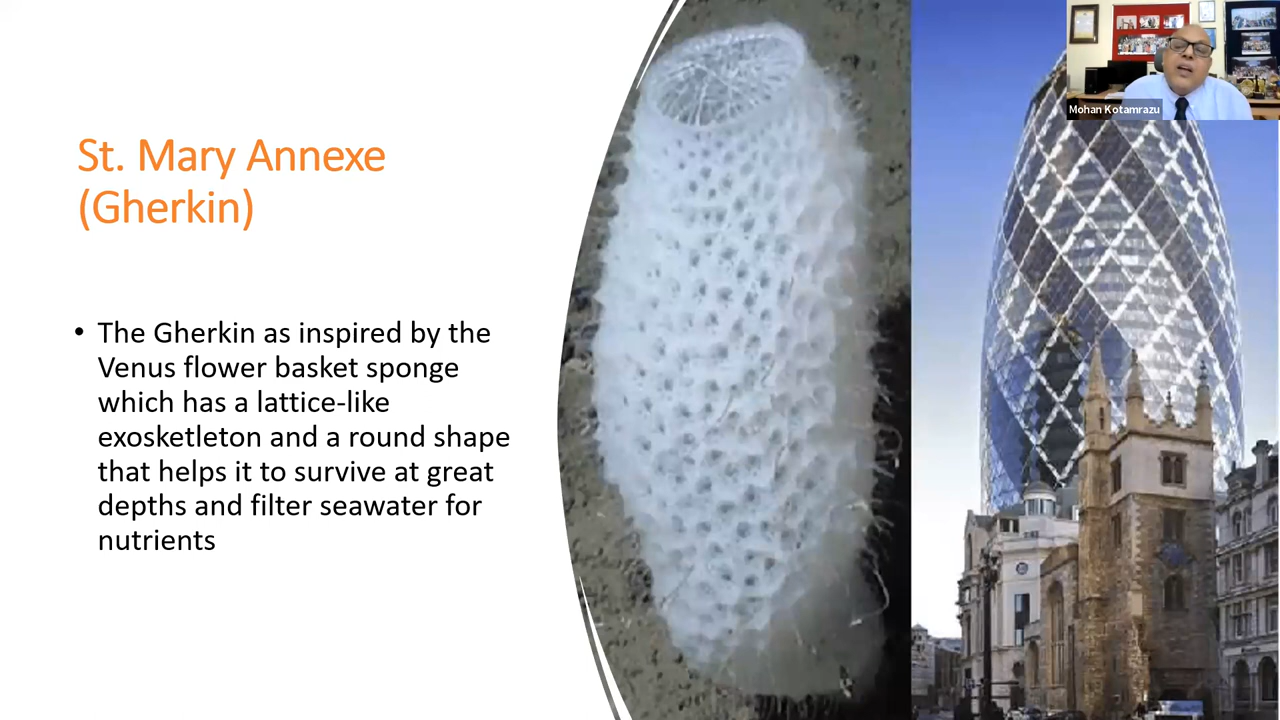 Mohan Kotamrazu
St. Mary Annexe
(Gherkin)
• The Gherkin as inspired by the
Venus flower basket sponge
which has a lattice-like
exosketleton and a round shape
that helps it to survive at great
depths and filter seawater for
nutrients